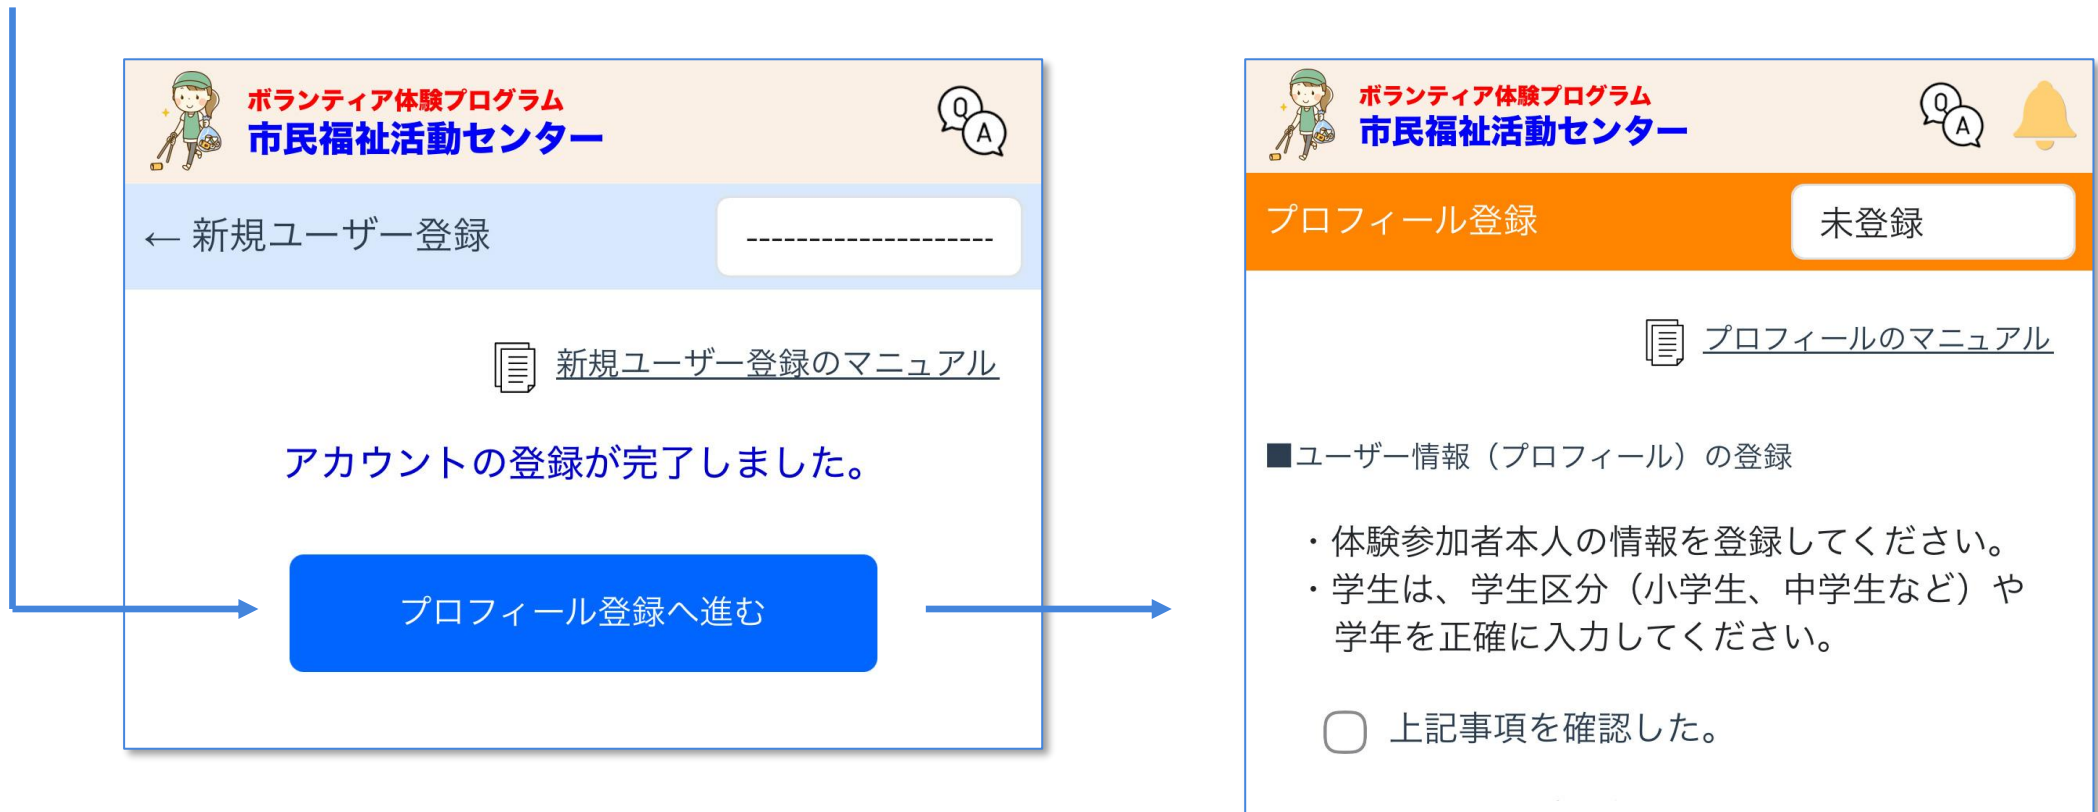 ボランティア体験プログラム
市民福祉活動センター
Q
A
← 新規ユーザー登録
--------------------
新規ユーザー登録のマニュアル
アカウントの登録が完了しました。
プロフィール登録へ進む
ボランティア体験プログラム
市民福祉活動センター
Q
A
プロフィール登録
未登録
プロフィールのマニュアル
■ユーザー情報（プロフィール）の登録
・体験参加者本人の情報を登録してください。
・学生は、学生区分（小学生、中学生など）や
学年を正確に入力してください。
上記事項を確認した。